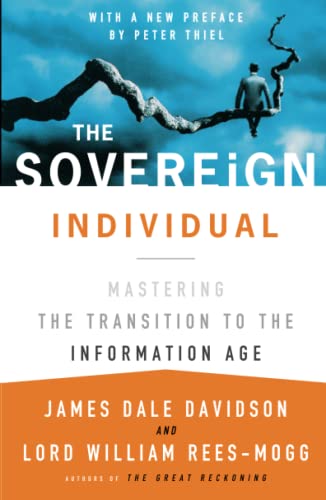 WITH A NEW PREFACE
BY PETER THIEL
THE
SOVEREiGN
INDIVIDUAL
MASTERING
THE TRANSITION TO THE
INFORMATION AGE
JAMES DALE DAVIDSON
AND
LORD WILLIAM REES-MOGG
AUTHORS OF THE GREAT RECKONING